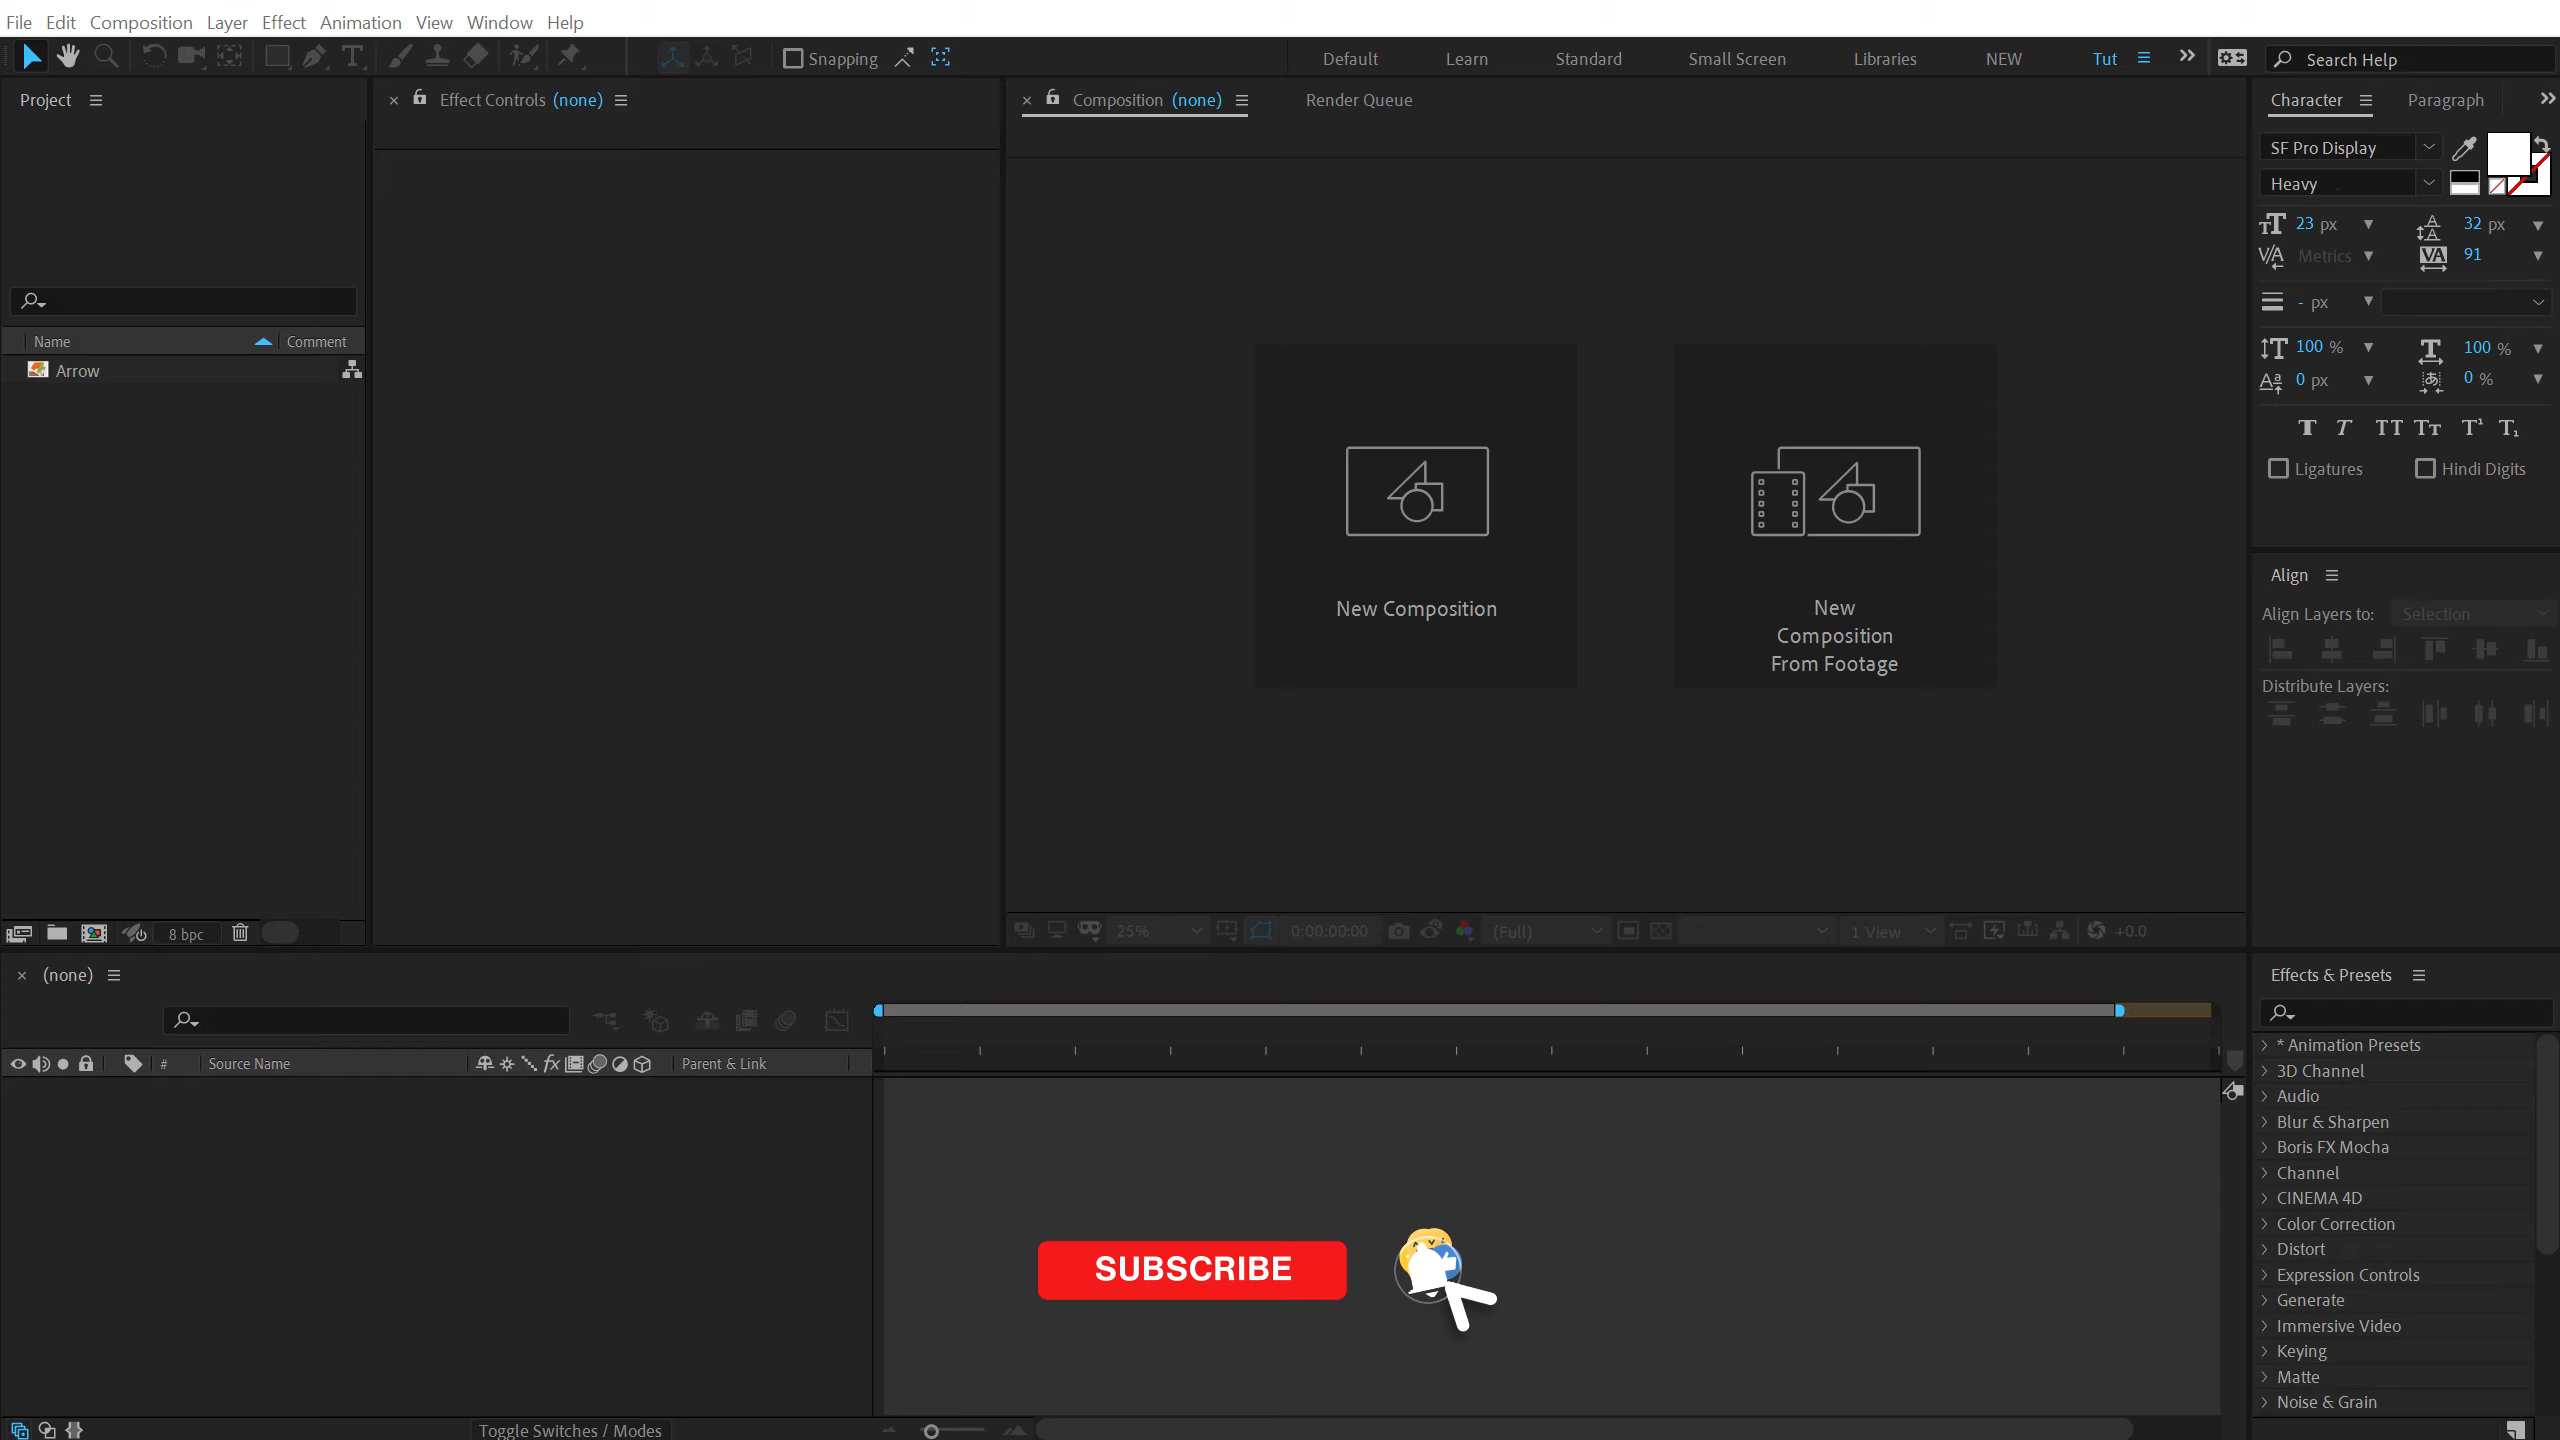 File Edit Composition Layer Effect Animation View Window Help
Snapping
Default Learn Standard Small Screen Libraries NEW Tut
Search Help
Project
Name Comment
Arrow
8 bpc
Effect Controls (none)
Composition (none) Render Queue
New Composition
New
Composition
From Footage
25% 0:00:00:00 (Full) 1 View +0.0
Character Paragraph
SF Pro Display
Heavy
23 px 32 px
Metrics 91
- px
100 % 100 %
0 px 0 %
Ligatures Hindi Digits
Align
Align Layers to: Selection
Distribute Layers:
(none)
# Source Name Parent & Link
SUBSCRIBE
Toggle Switches / Modes
Effects & Presets
* Animation Presets
3D Channel
Audio
Blur & Sharpen
Boris FX Mocha
Channel
CINEMA 4D
Color Correction
Distort
Expression Controls
Generate
Immersive Video
Keying
Matte
Noise & Grain